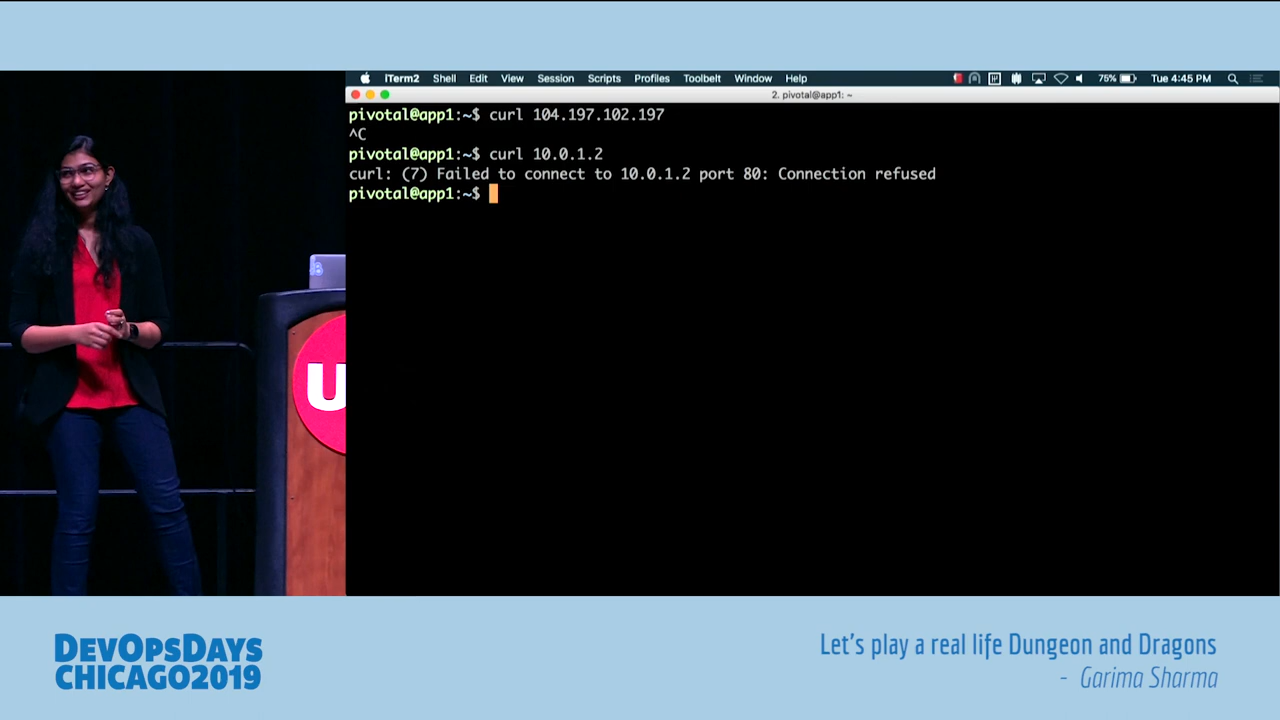 iTerm2 Shell Edit View Session Scripts Profiles Toolbelt Window Help 75% Tue 4:45 PM
2. pivotal@app1: ~
pivotal@app1:~$ curl 104.197.102.197
^C
pivotal@app1:~$ curl 10.0.1.2
curl: (7) Failed to connect to 10.0.1.2 port 80: Connection refused
pivotal@app1:~$
U
DevOpsDays
Chicago2019
Let's play a real life Dungeon and Dragons
- Garima Sharma